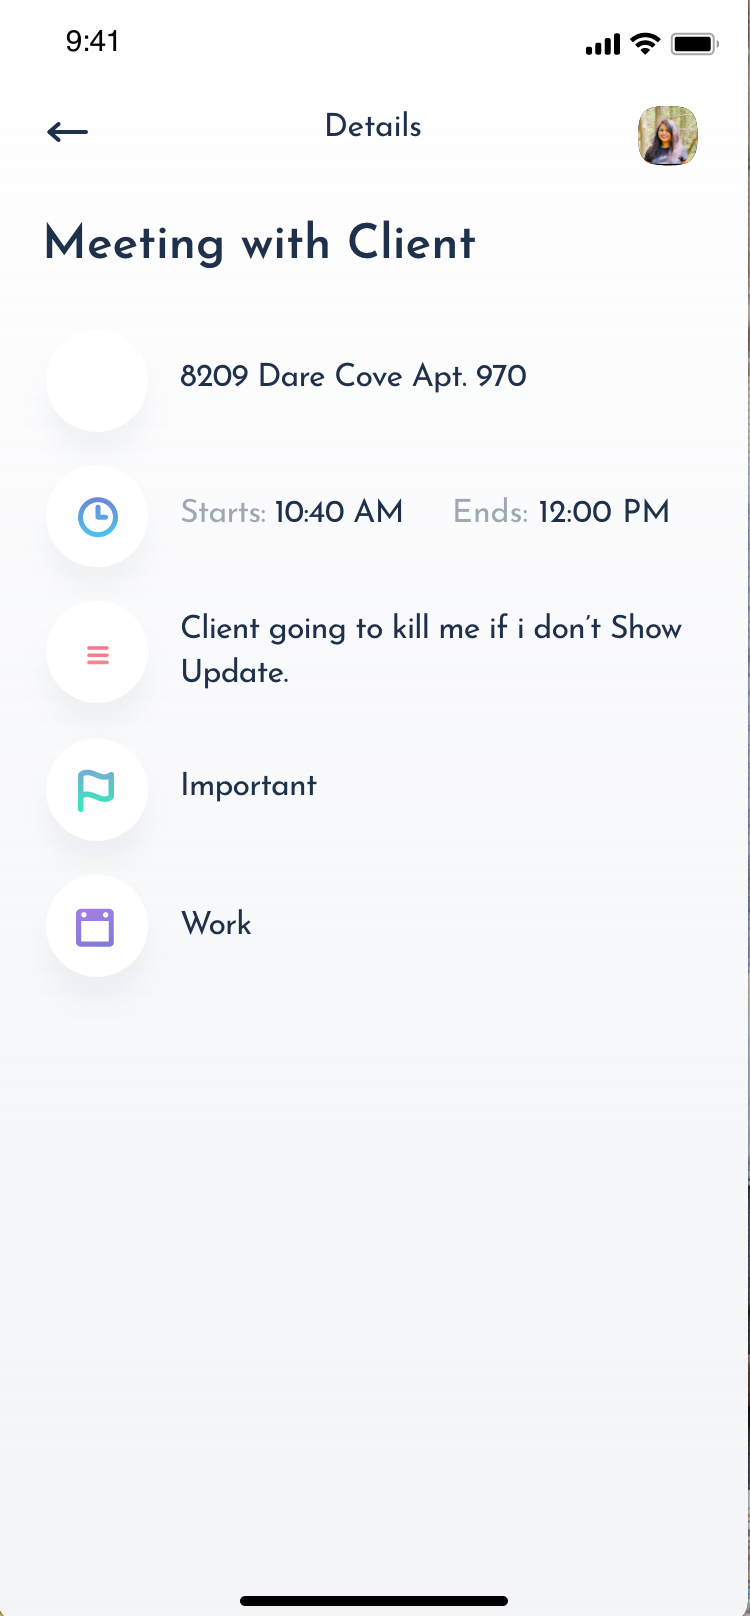 9:41
Details
Meeting with Client
8209 Dare Cove Apt. 970
Starts: 10:40 AM Ends: 12:00 PM
Client going to kill me if i don’t Show
Update.
Important
Work